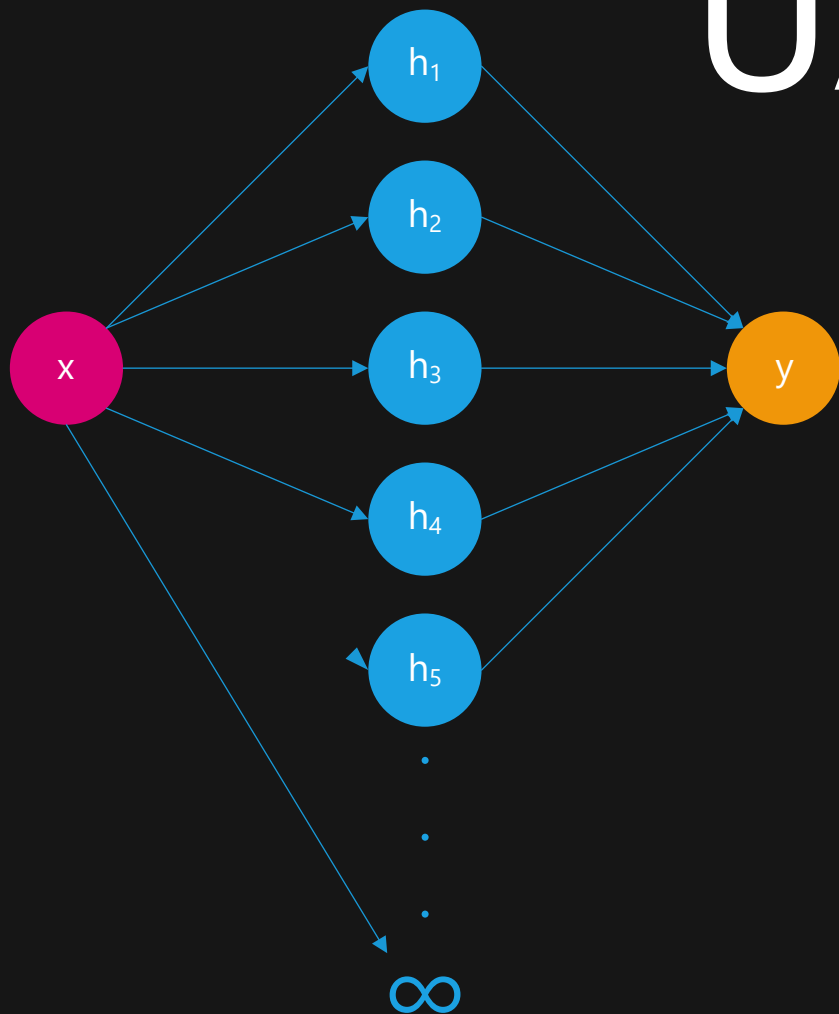 h₁
h₂
x
h₃
y
h₄
h₅
.
.
.
∞